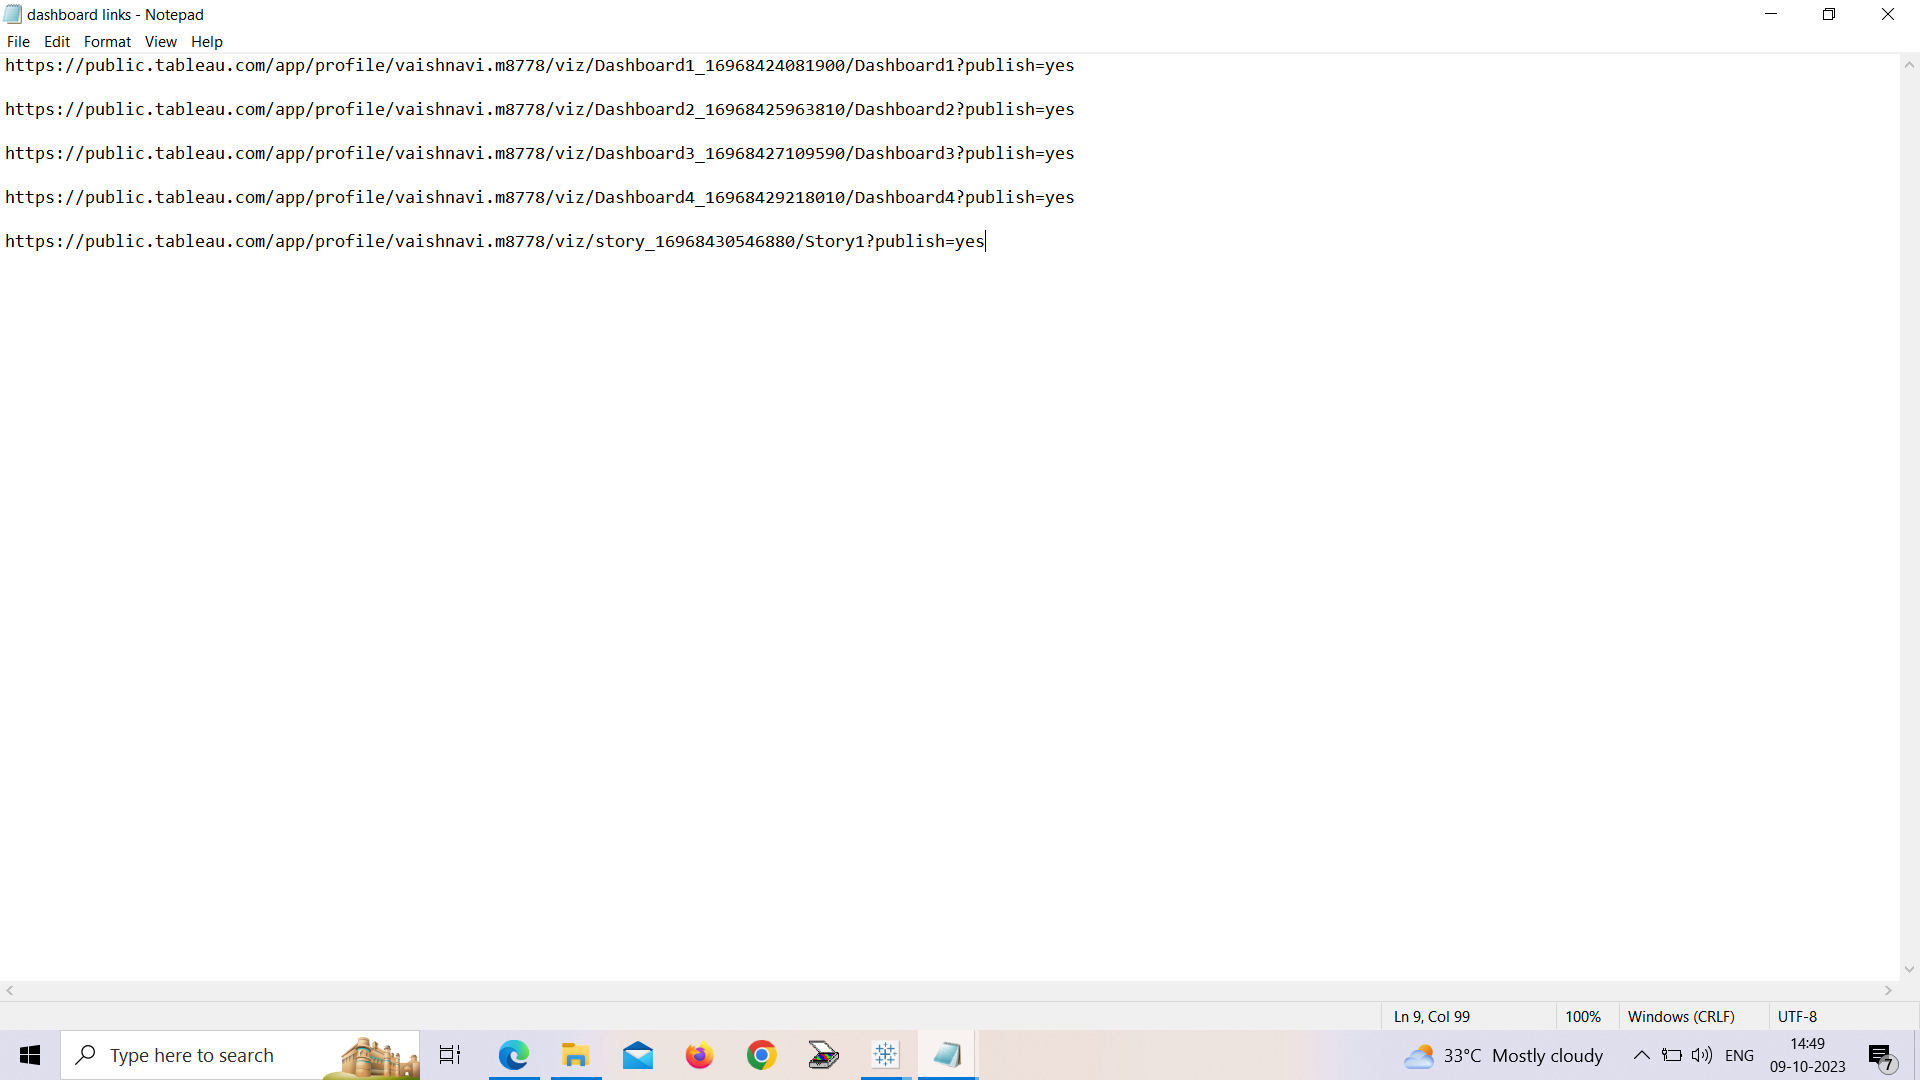 dashboard links - Notepad
File Edit Format View Help
https://public.tableau.com/app/profile/vaishnavi.m8778/viz/Dashboard1_16968424081900/Dashboard1?publish=yes
https://public.tableau.com/app/profile/vaishnavi.m8778/viz/Dashboard2_16968425963810/Dashboard2?publish=yes
https://public.tableau.com/app/profile/vaishnavi.m8778/viz/Dashboard3_16968427109590/Dashboard3?publish=yes
https://public.tableau.com/app/profile/vaishnavi.m8778/viz/Dashboard4_16968429218010/Dashboard4?publish=yes
https://public.tableau.com/app/profile/vaishnavi.m8778/viz/story_16968430546880/Story1?publish=yes
Ln 9, Col 99 100% Windows (CRLF) UTF-8
Type here to search 33°C Mostly cloudy ENG 14:49
09-10-2023 7